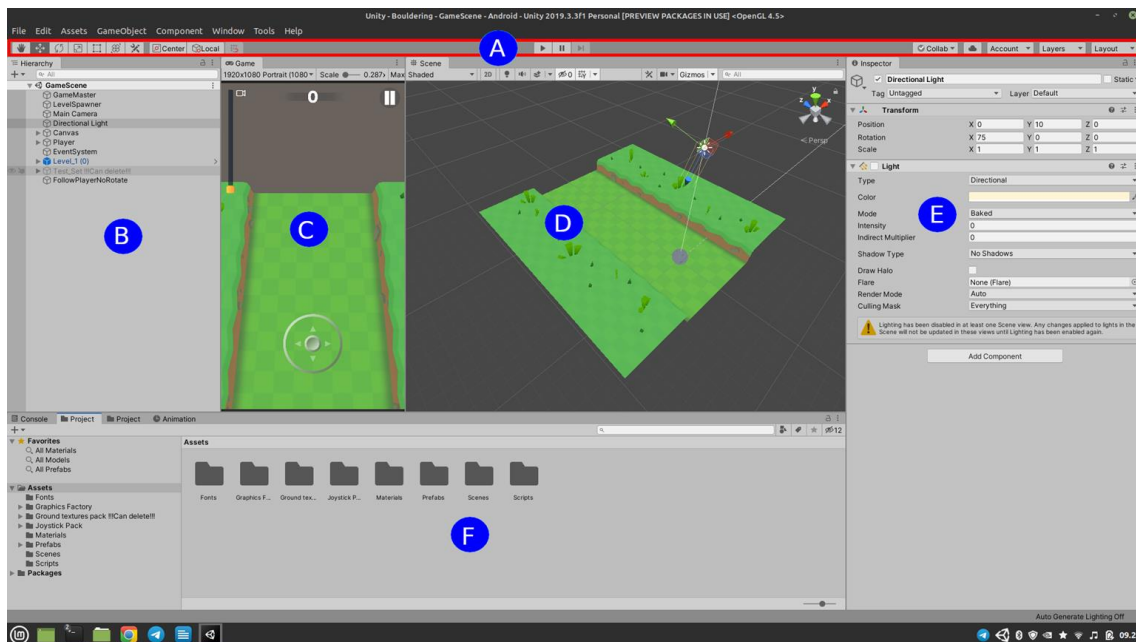 Unity - Bouldering - GameScene - Android - Unity 2019.3.3f1 Personal [PREVIEW PACKAGES IN USE] <OpenGL 4.5>
File Edit Assets GameObject Component Window Tools Help
Center Local A Collab Account Layers Layout
Hierarchy
All
GameScene
GameMaster
LevelSpawner
Main Camera
Directional Light
Canvas
Player
EventSystem
Level_1 (0)
Test_Set !!!Can delete!!!
FollowPlayerNoRotate
B
Game
1920x1080 Portrait (1080 Scale 0.287x Max
0
C
Scene
Shaded 2D 0 Gizmos All
y
x
z
Persp
D
Inspector
Directional Light Static
Tag Untagged Layer Default
Transform
Position X 0 Y 10 Z 0
Rotation X 75 Y 0 Z 0
Scale X 1 Y 1 Z 1
Light
Type Directional
Color
Mode Baked
Intensity 0
Indirect Multiplier 0
Shadow Type No Shadows
Draw Halo
Flare None (Flare)
Render Mode Auto
Culling Mask Everything
E
Lighting has been disabled in at least one Scene view. Any changes applied to lights in the
Scene will not be updated in these views until Lighting has been enabled again.
Add Component
Console Project Project Animation
12
Favorites
All Materials
All Models
All Prefabs
Assets
Fonts
Graphics Factory
Ground textures pack !!!Can delete!!!
Joystick Pack
Materials
Prefabs
Scenes
Scripts
Packages
Assets
Fonts Graphics F... Ground tex... Joystick P... Materials Prefabs Scenes Scripts
F
Auto Generate Lighting Off
09.2